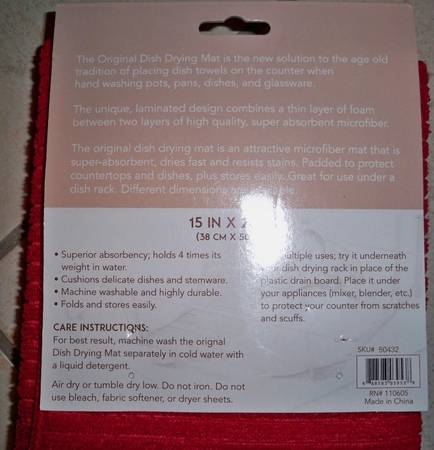 The Original Dish Drying Mat is the new solution to the age old
tradition of placing dish towels on the counter when
hand washing pots, pans, dishes, and glassware.
The unique, laminated design combines a thin layer of foam
between two layers of high quality, super absorbent microfiber.
The original dish drying mat is an attractive microfiber mat that is
super-absorbent, dries fast and resists stains. Padded to protect
countertops and dishes, plus stores easily. Great for use under a
dish rack. Different dimensions are available.
15 IN X 2
(38 CM X 50
• Superior absorbency; holds 4 times its
weight in water.
• Cushions delicate dishes and stemware.
• Machine washable and highly durable.
• Folds and stores easily.
CARE INSTRUCTIONS:
For best result, machine wash the orignal
Dish Drying Mat separately in cold water with
a liquid detergent.
Air dry or tumble dry low. Do not iron. Do not
use bleach, fabric softener, or dryer sheets.
multiple uses; try it underneath
dish drying rack in place of the
plastic drain board. Place it under
your appliances (mixer, blender, etc.)
to protect your counter from scratches
and scuffs.
SKU# 50432
RN# 110605
Made in China